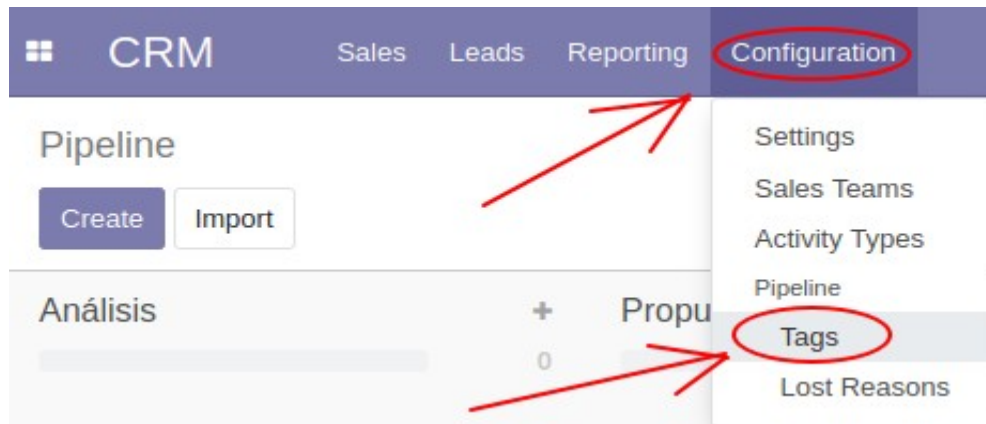 CRM Sales Leads Reporting Configuration
Pipeline
Create Import
Settings
Sales Teams
Activity Types
Pipeline
Tags
Lost Reasons
Análisis + Propu
0